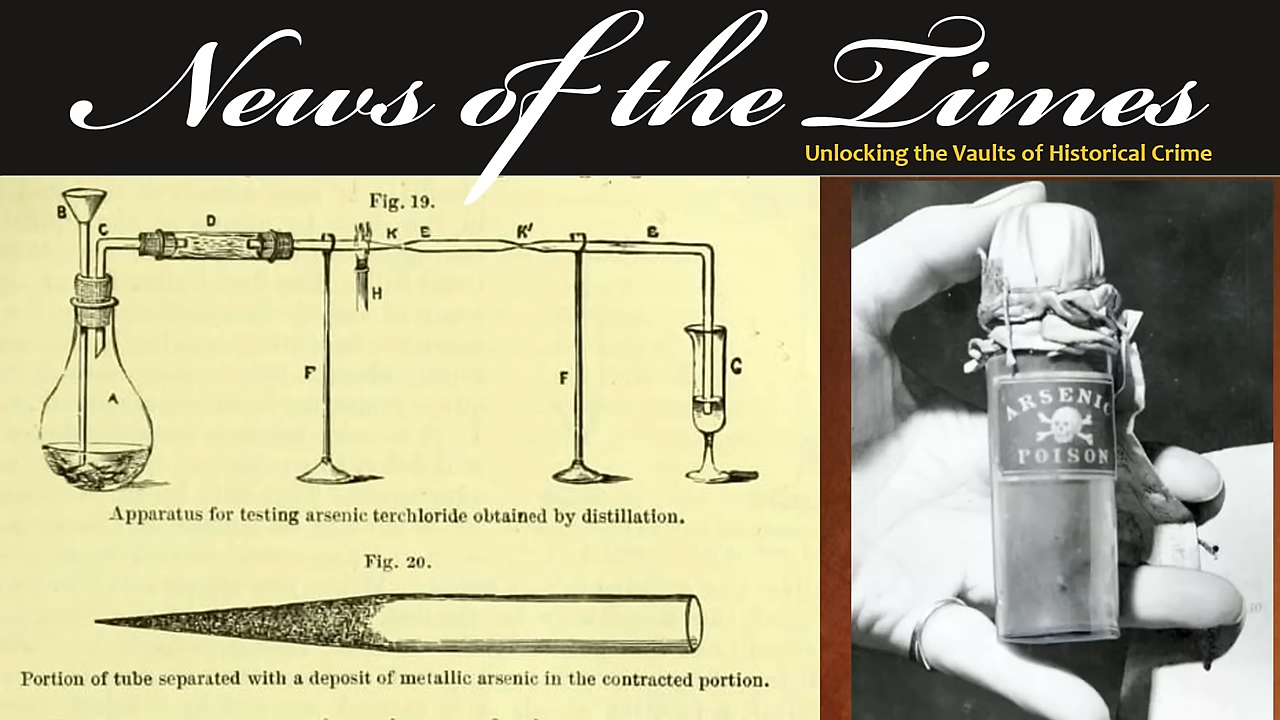 News of the Times
Unlocking the Vaults of Historical Crime
Fig. 19.
B
C
D
K
E
K'
E
H
F
A
F
G
Apparatus for testing arsenic terchloride obtained by distillation.
Fig. 20.
Portion of tube separated with a deposit of metallic arsenic in the contracted portion.
ARSENIC
POISON